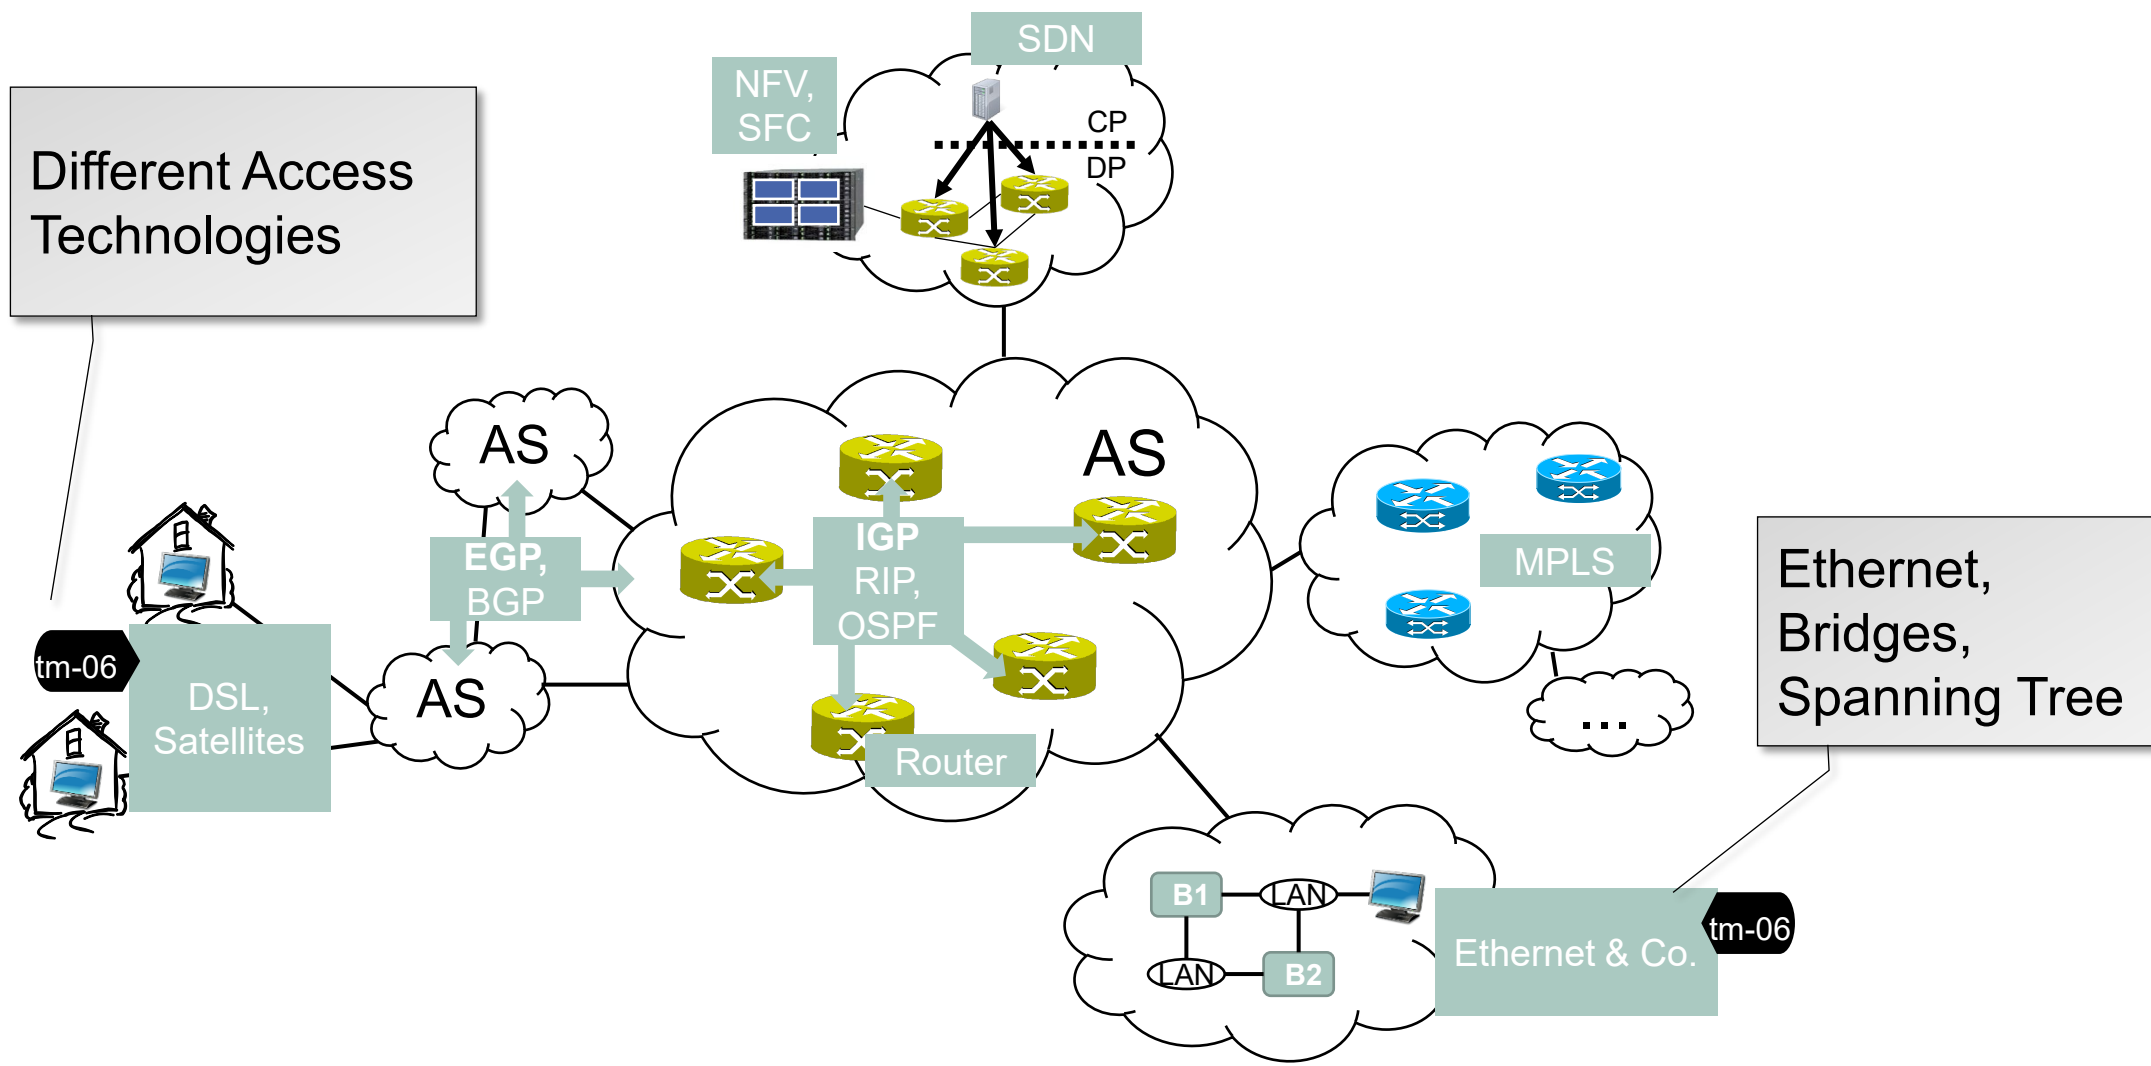 SDN
NFV,
SFC
CP
DP
Different Access
Technologies
AS
AS
EGP,
BGP
IGP
RIP,
OSPF
MPLS
Ethernet,
Bridges,
Spanning Tree
tm-06
DSL,
Satellites
AS
Router
...
B1
LAN
LAN
B2
Ethernet & Co.
tm-06